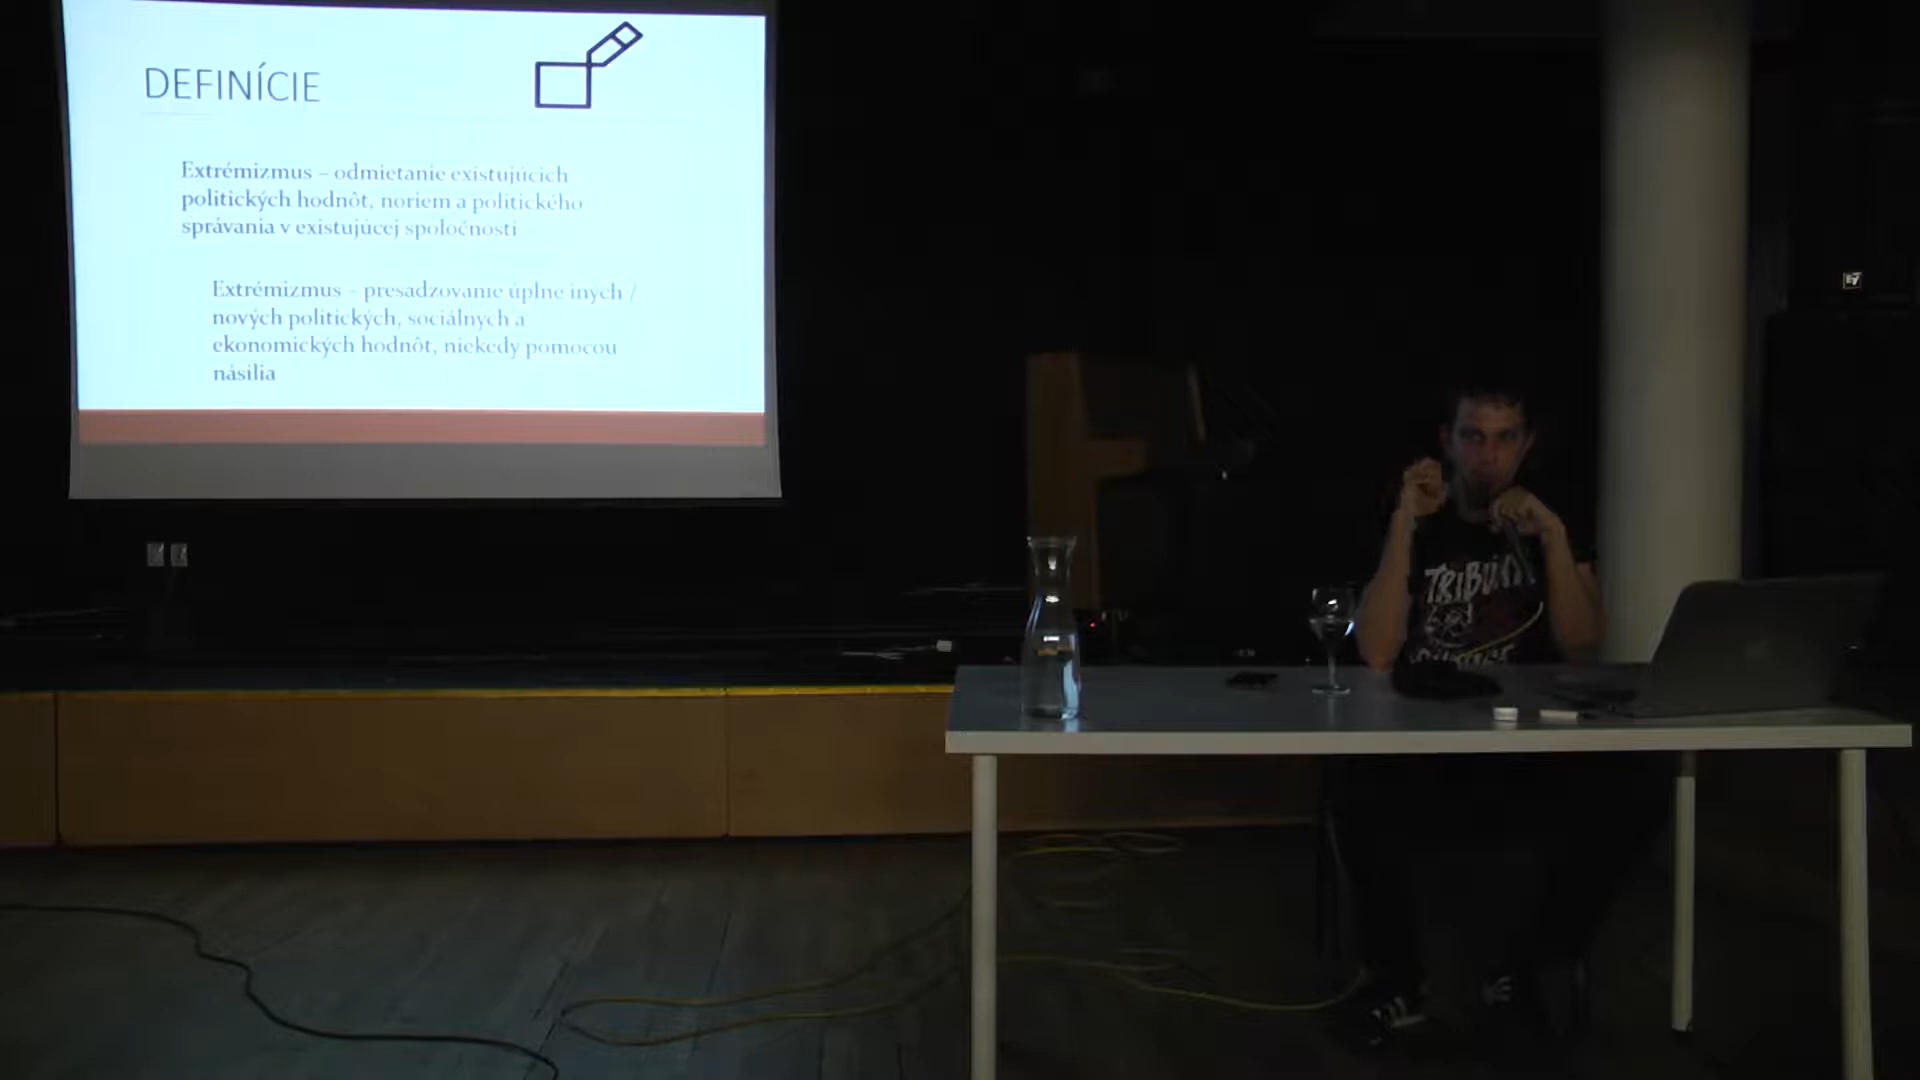 DEFINÍCIE
Extrémizmus – odmietanie existujúcich
politických hodnôt, noriem a politického
správania v existujúcej spoločnosti
Extrémizmus – presadzovanie úplne iných /
nových politických, sociálnych a
ekonomických hodnôt, niekedy pomocou
násilia